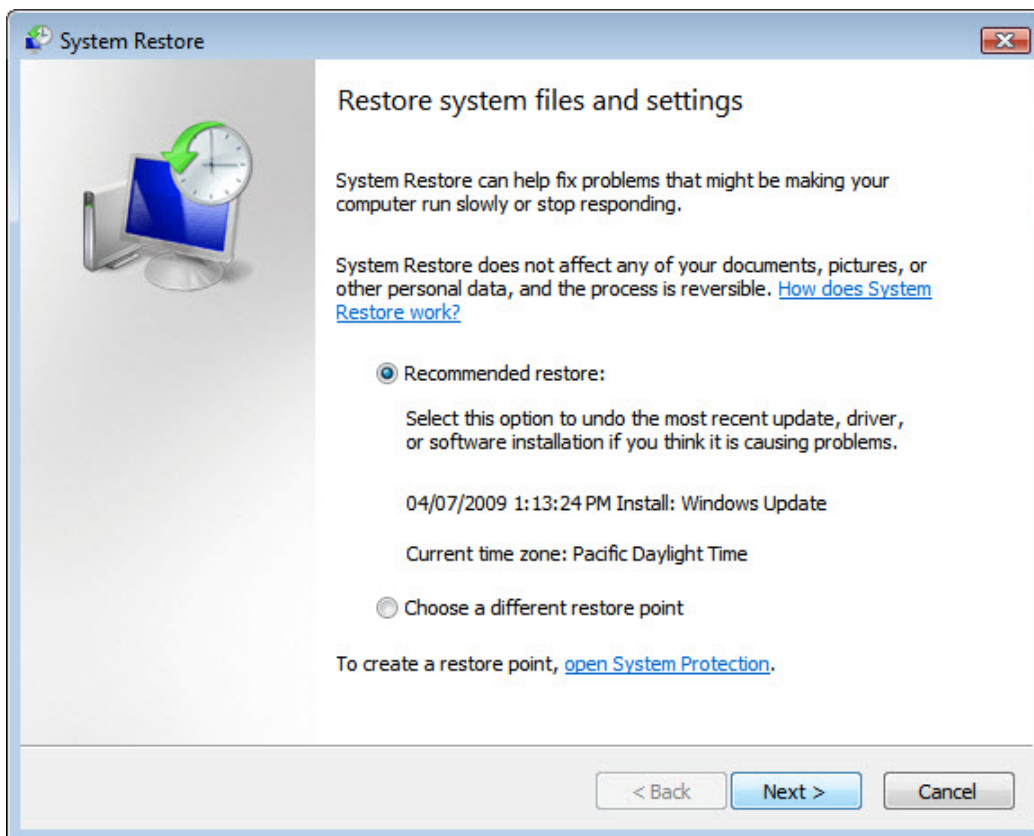 System Restore
Restore system files and settings
System Restore can help fix problems that might be making your
computer run slowly or stop responding.
System Restore does not affect any of your documents, pictures, or
other personal data, and the process is reversible. How does System
Restore work?
Recommended restore:
Select this option to undo the most recent update, driver,
or software installation if you think it is causing problems.
04/07/2009 1:13:24 PM Install: Windows Update
Current time zone: Pacific Daylight Time
Choose a different restore point
To create a restore point, open System Protection.
< Back Next > Cancel